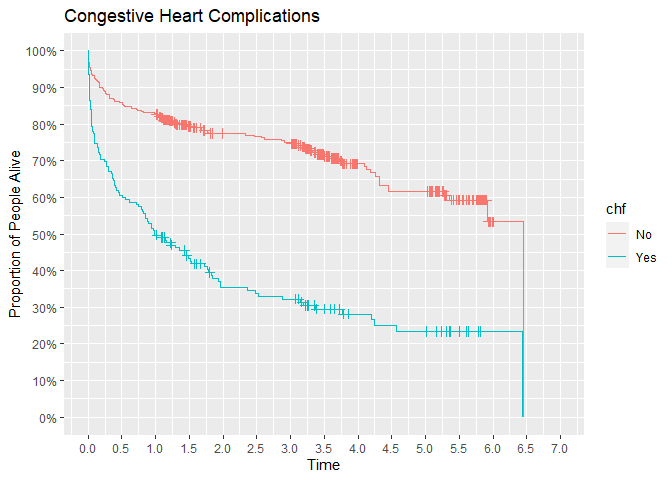 Congestive Heart Complications
100%
90%
80%
70%
60%
50%
40%
30%
20%
10%
0%
Proportion of People Alive
0.0 0.5 1.0 1.5 2.0 2.5 3.0 3.5 4.0 4.5 5.0 5.5 6.0 6.5 7.0
Time
chf
No
Yes